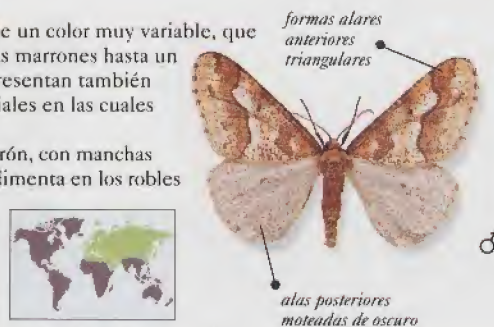 e un color muy variable, que
s marrones hasta un
resentan también
iales en las cuales
rón, con manchas
limenta en los robles
formas alares
anteriores
triangulares
♂
alas posteriores
moteadas de oscuro